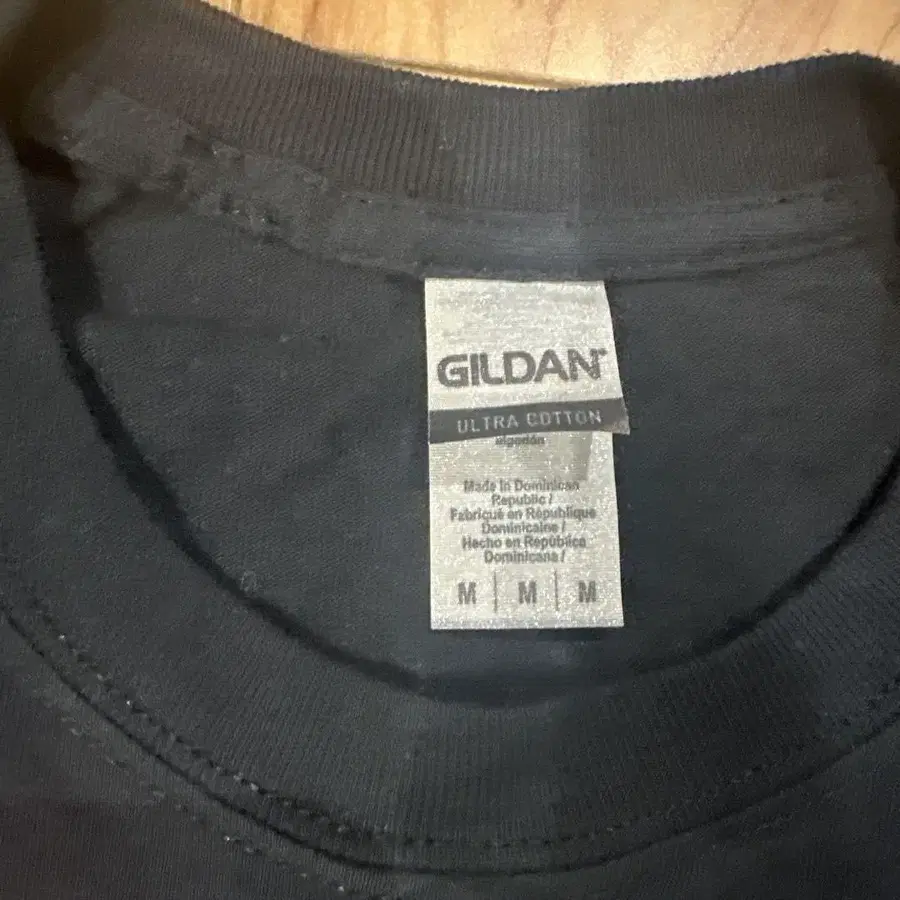 GILDAN
ULTRA COTTON
algodón
Made in Dominican
Republic /
Fabriqué en République
Dominicaine /
Hecho en República
Dominicana /
M | M | M